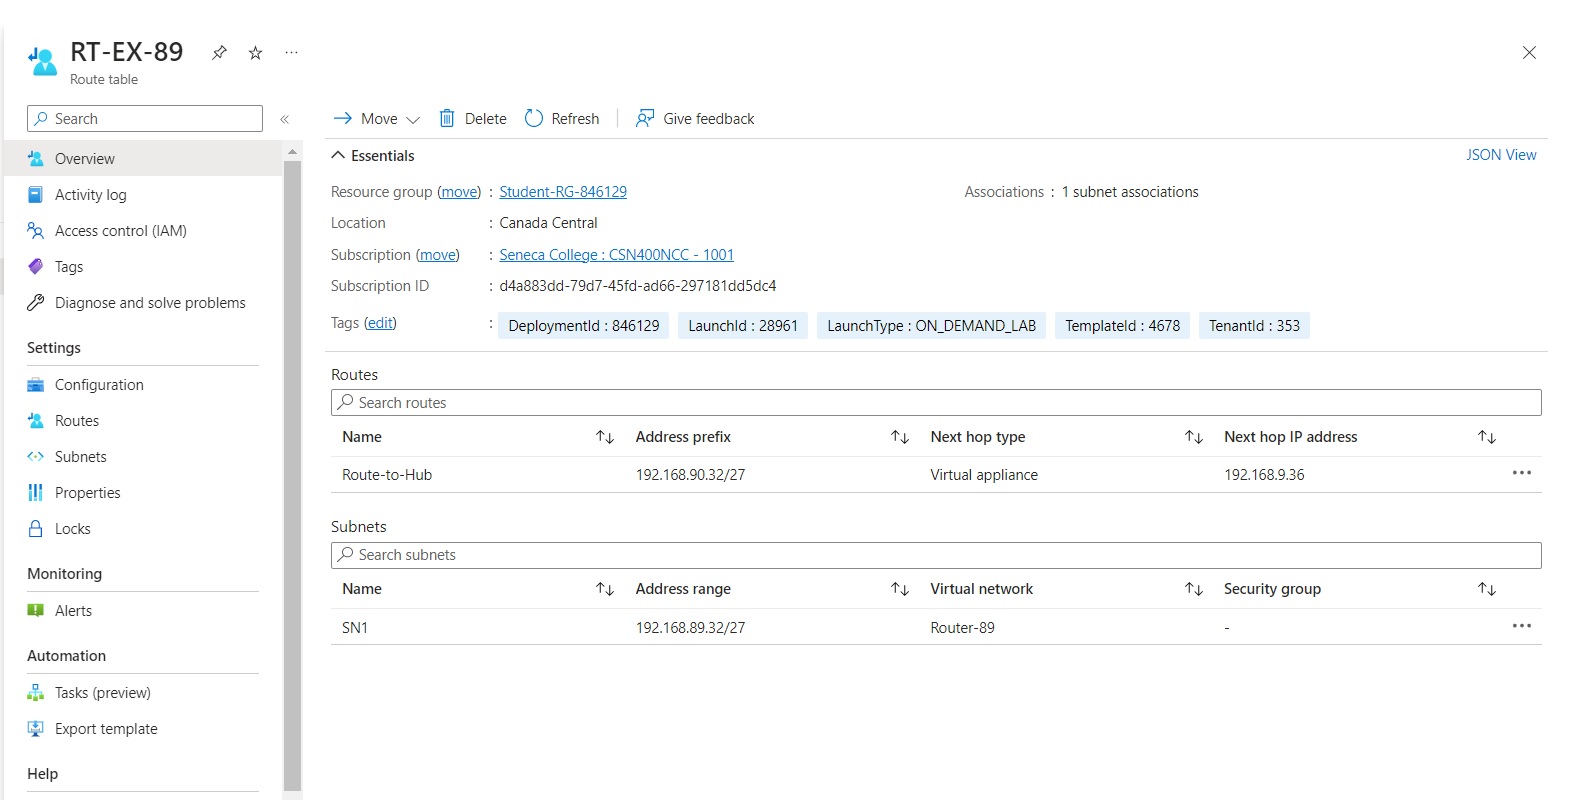 RT-EX-89
Route table
Search
Move Delete Refresh Give feedback
Overview
Activity log
Access control (IAM)
Tags
Diagnose and solve problems
Settings
Configuration
Routes
Subnets
Properties
Locks
Monitoring
Alerts
Automation
Tasks (preview)
Export template
Help
Essentials JSON View
Resource group (move) : Student-RG-846129 Associations : 1 subnet associations
Location : Canada Central
Subscription (move) : Seneca College : CSN400NCC - 1001
Subscription ID : d4a883dd-79d7-45fd-ad66-297181dd5dc4
Tags (edit) : DeploymentId : 846129 LaunchId : 28961 LaunchType : ON_DEMAND_LAB TemplateId : 4678 TenantId : 353
Routes
Search routes
Name Address prefix Next hop type Next hop IP address
Route-to-Hub 192.168.90.32/27 Virtual appliance 192.168.9.36
Subnets
Search subnets
Name Address range Virtual network Security group
SN1 192.168.89.32/27 Router-89 -